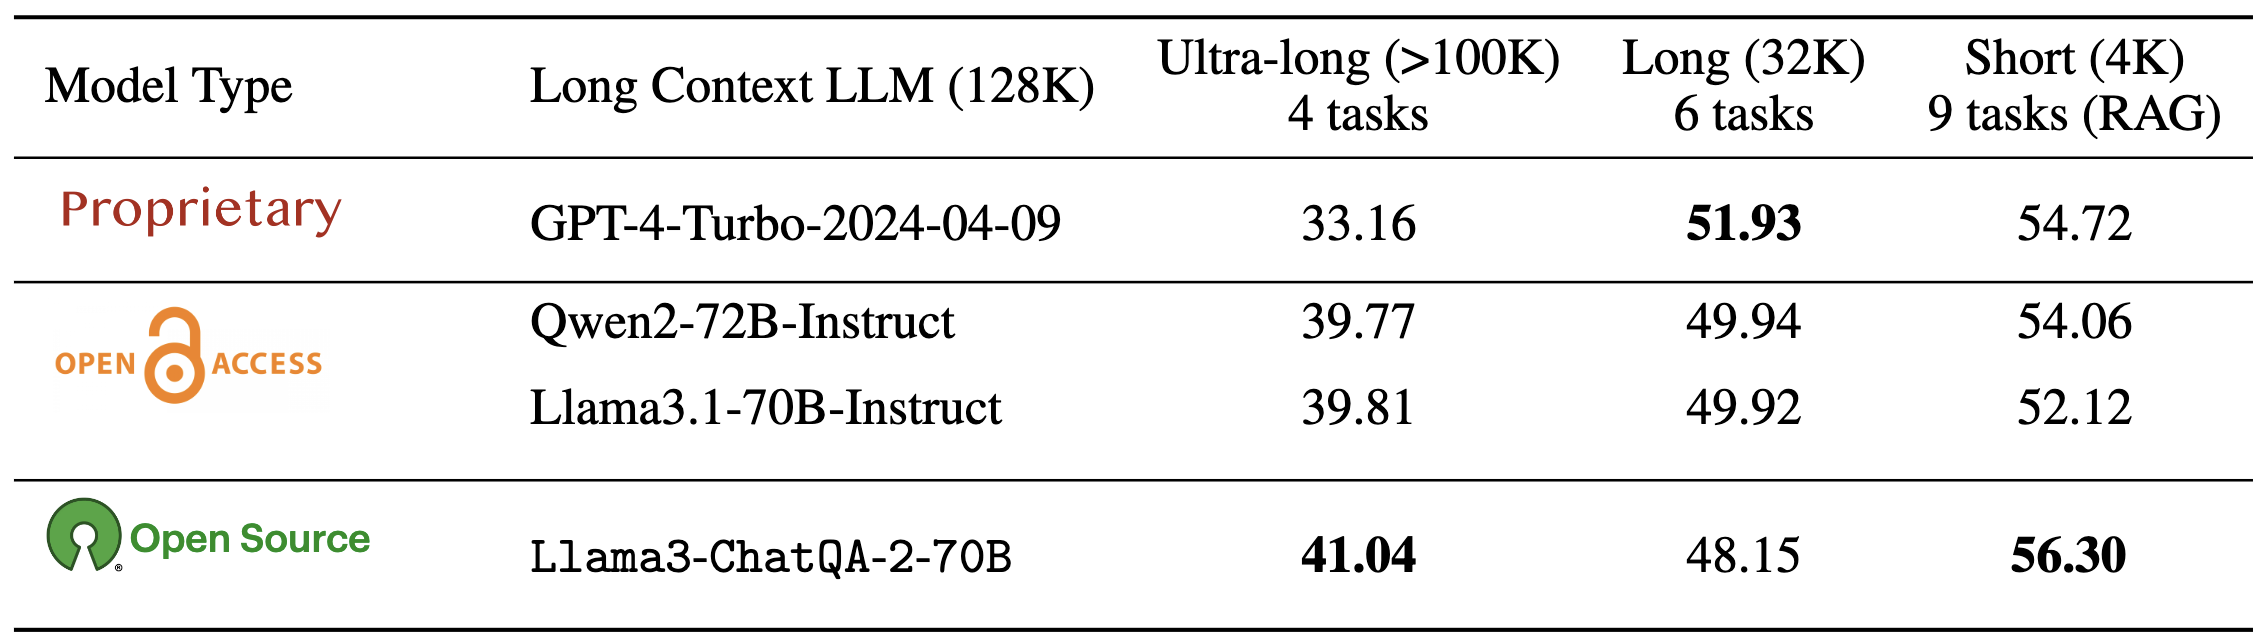 Model Type Long Context LLM (128K) Ultra-long (>100K) 4 tasks Long (32K) 6 tasks Short (4K) 9 tasks (RAG)
Proprietary GPT-4-Turbo-2024-04-09 33.16 51.93 54.72
OPEN ACCESS Qwen2-72B-Instruct 39.77 49.94 54.06
Llama3.1-70B-Instruct 39.81 49.92 52.12
Open Source ® Llama3-ChatQA-2-70B 41.04 48.15 56.30